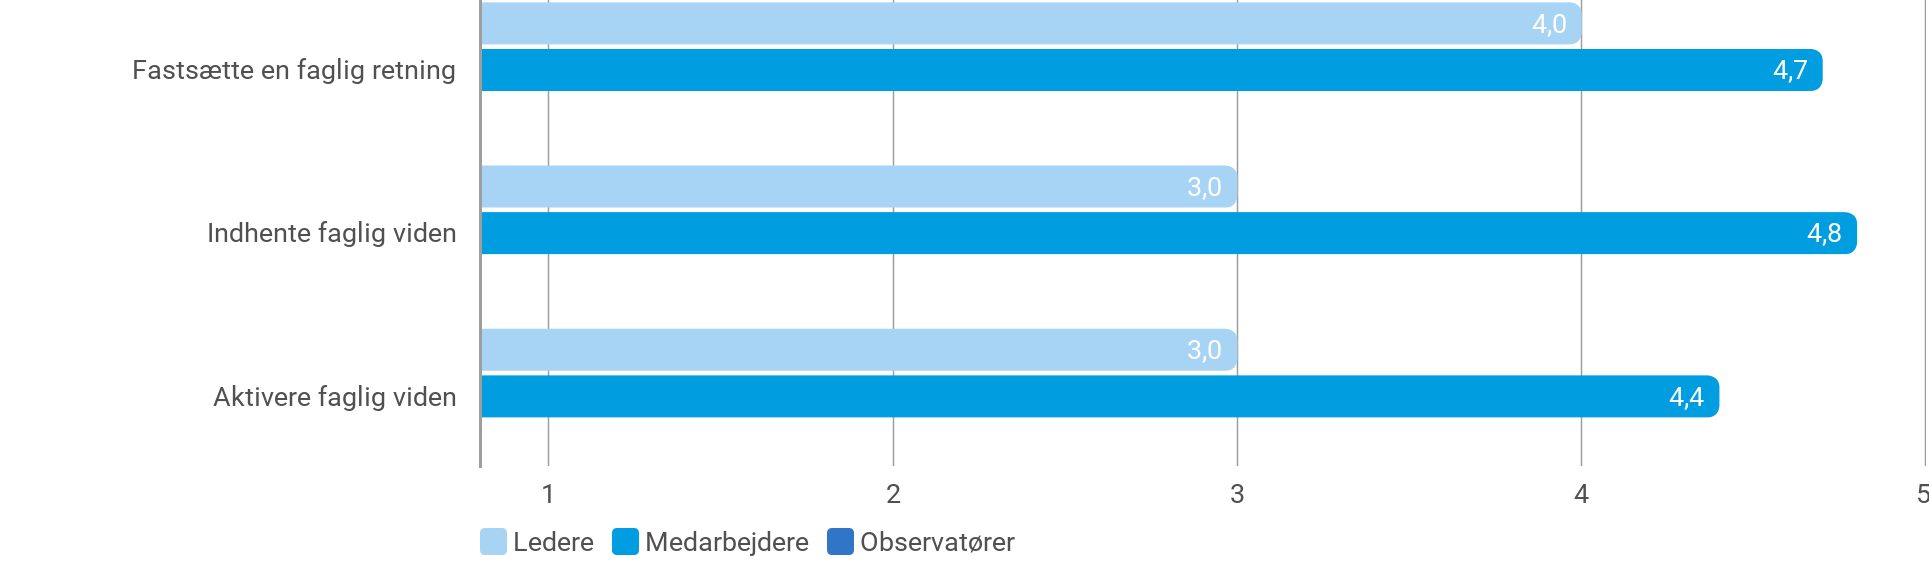 4,0
Fastsætte en faglig retning
4,7
3,0
Indhente faglig viden
4,8
3,0
Aktivere faglig viden
4,4
1 2 3 4 5
Ledere Medarbejdere Observatører